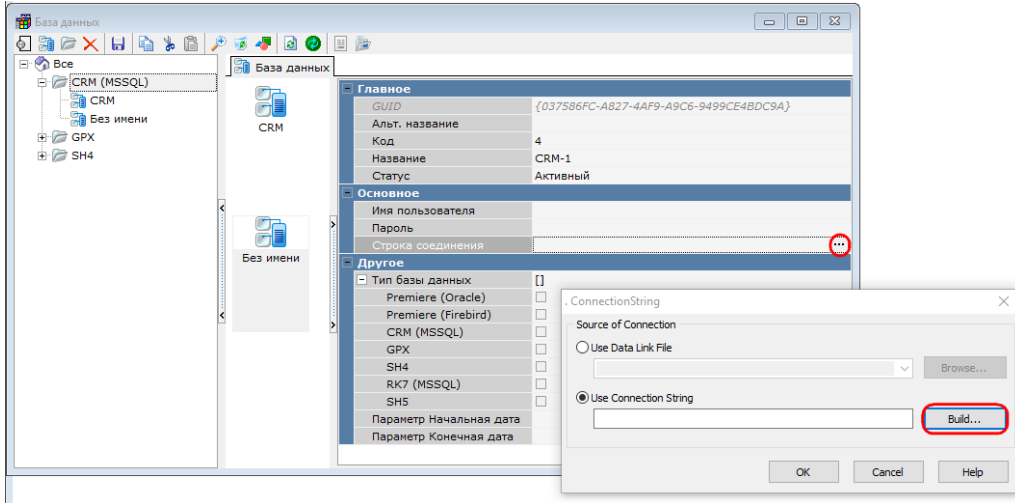 База данных
Все
CRM (MSSQL)
CRM
Без имени
GPX
SH4
База данных
CRM
Без имени
Главное
GUID {037586FC-A827-4AF9-A9C6-9499CE4BDC9A}
Альт. название
Код 4
Название CRM-1
Статус Активный
Основное
Имя пользователя
Пароль
Строка соединения ...
Другое
Тип базы данных []
Premiere (Oracle)
Premiere (Firebird)
CRM (MSSQL)
GPX
SH4
RK7 (MSSQL)
SH5
Параметр Начальная дата
Параметр Конечная дата
. ConnectionString
Source of Connection
Use Data Link File
Browse...
Use Connection String
Build...
OK Cancel Help